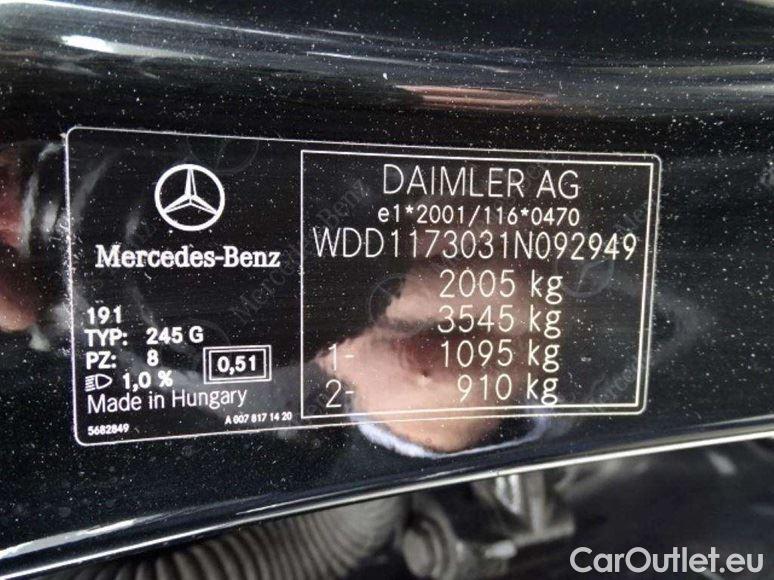 Mercedes-Benz
191
TYP: 245 G
PZ: 8
0,51
1,0 %
Made in Hungary
5682849
A 007 817 14 20
DAIMLER AG
e1*2001/116*0470
WDD1173031N092949
2005 kg
3545 kg
1- 1095 kg
2- 910 kg
CarOutlet.eu